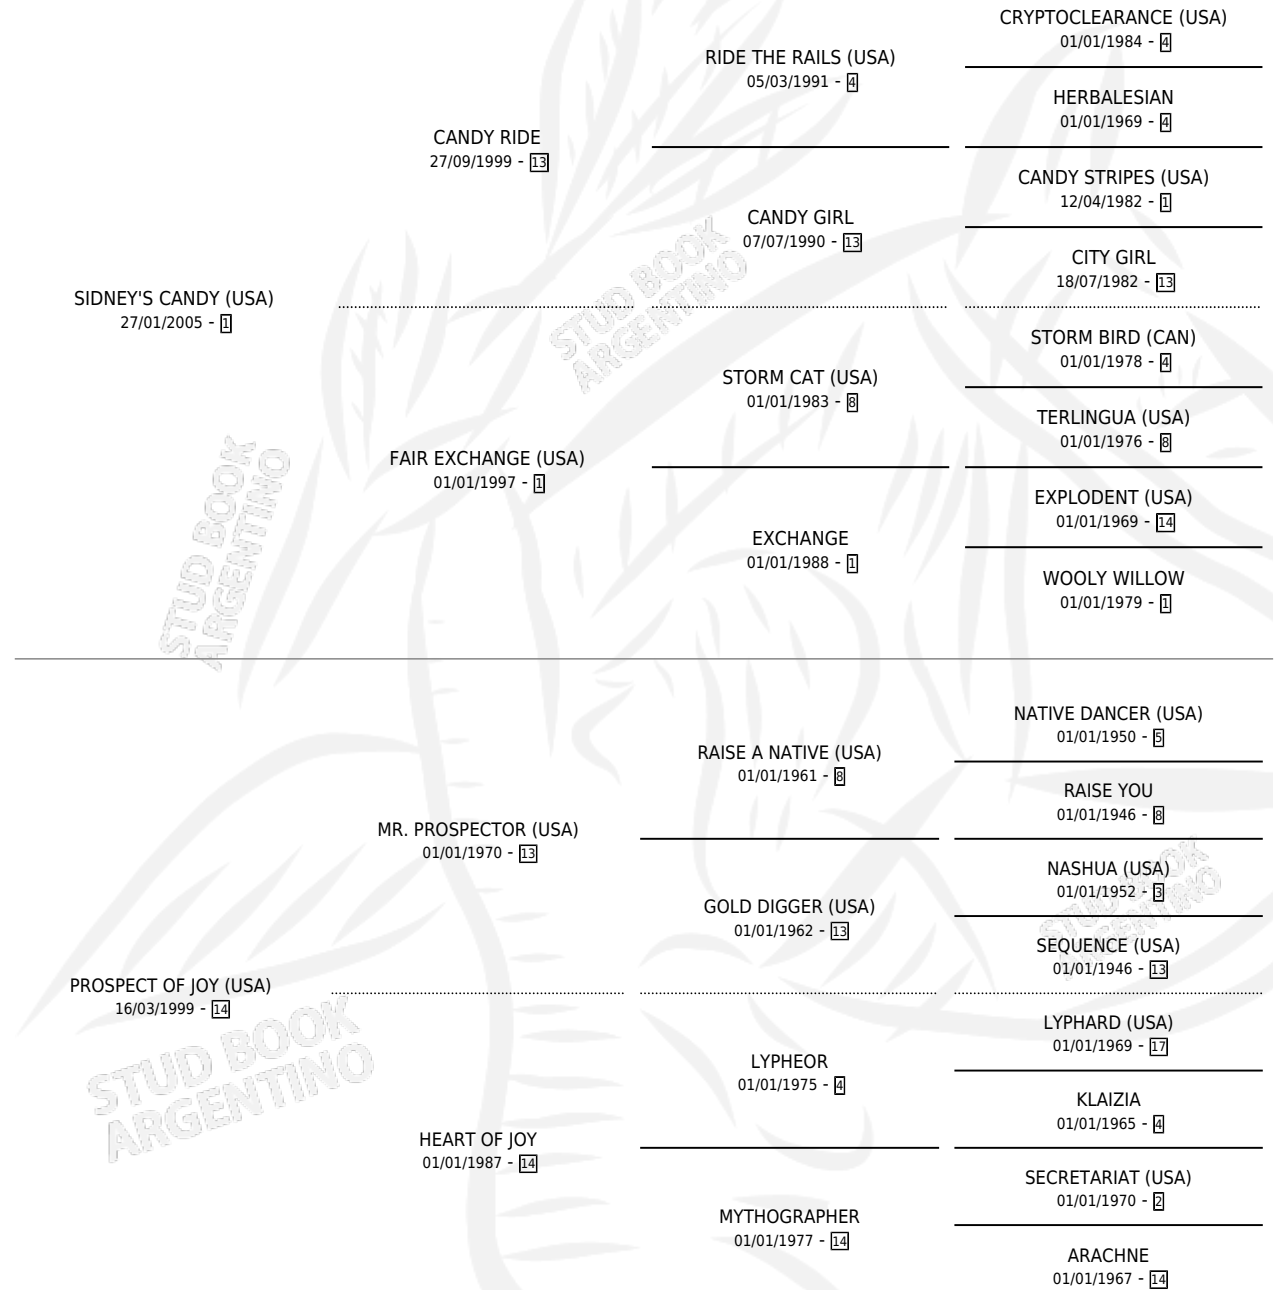 CRYPTOCLEARANCE (USA)
01/01/1984 - 4
RIDE THE RAILS (USA)
05/03/1991 - 4
HERBALESIAN
01/01/1969 - 4
CANDY RIDE
27/09/1999 - 13
CANDY STRIPES (USA)
12/04/1982 - 1
CANDY GIRL
07/07/1990 - 13
CITY GIRL
18/07/1982 - 13
SIDNEY'S CANDY (USA)
27/01/2005 - 1
STORM BIRD (CAN)
01/01/1978 - 4
STORM CAT (USA)
01/01/1983 - 8
TERLINGUA (USA)
01/01/1976 - 8
FAIR EXCHANGE (USA)
01/01/1997 - 1
EXPLODENT (USA)
01/01/1969 - 14
EXCHANGE
01/01/1988 - 1
WOOLY WILLOW
01/01/1979 - 1
NATIVE DANCER (USA)
01/01/1950 - 5
RAISE A NATIVE (USA)
01/01/1961 - 8
RAISE YOU
01/01/1946 - 8
MR. PROSPECTOR (USA)
01/01/1970 - 13
NASHUA (USA)
01/01/1952 - 3
GOLD DIGGER (USA)
01/01/1962 - 13
SEQUENCE (USA)
01/01/1946 - 13
PROSPECT OF JOY (USA)
16/03/1999 - 14
LYPHARD (USA)
01/01/1969 - 17
LYPHEOR
01/01/1975 - 4
KLAIZIA
01/01/1965 - 4
HEART OF JOY
01/01/1987 - 14
SECRETARIAT (USA)
01/01/1970 - 2
MYTHOGRAPHER
01/01/1977 - 14
ARACHNE
01/01/1967 - 14
STUD BOOK
ARGENTINO
STUD BOOK
ARGENTINO
STUD BOOK
ARGENTINO
STUD BOOK
ARGENTINO